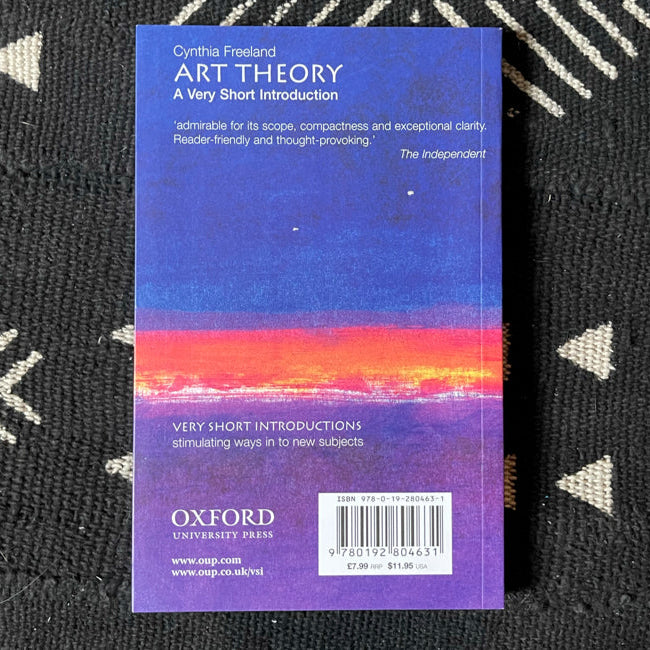 Cynthia Freeland
ART THEORY
A Very Short Introduction
‘admirable for its scope, compactness and exceptional clarity.
Reader-friendly and thought-provoking.’
The Independent
VERY SHORT INTRODUCTIONS
stimulating ways in to new subjects
OXFORD
UNIVERSITY PRESS
www.oup.com
www.oup.co.uk/vsi
ISBN 978-0-19-280463-1
9 780192 804631
£7.99 RRP $11.95 USA